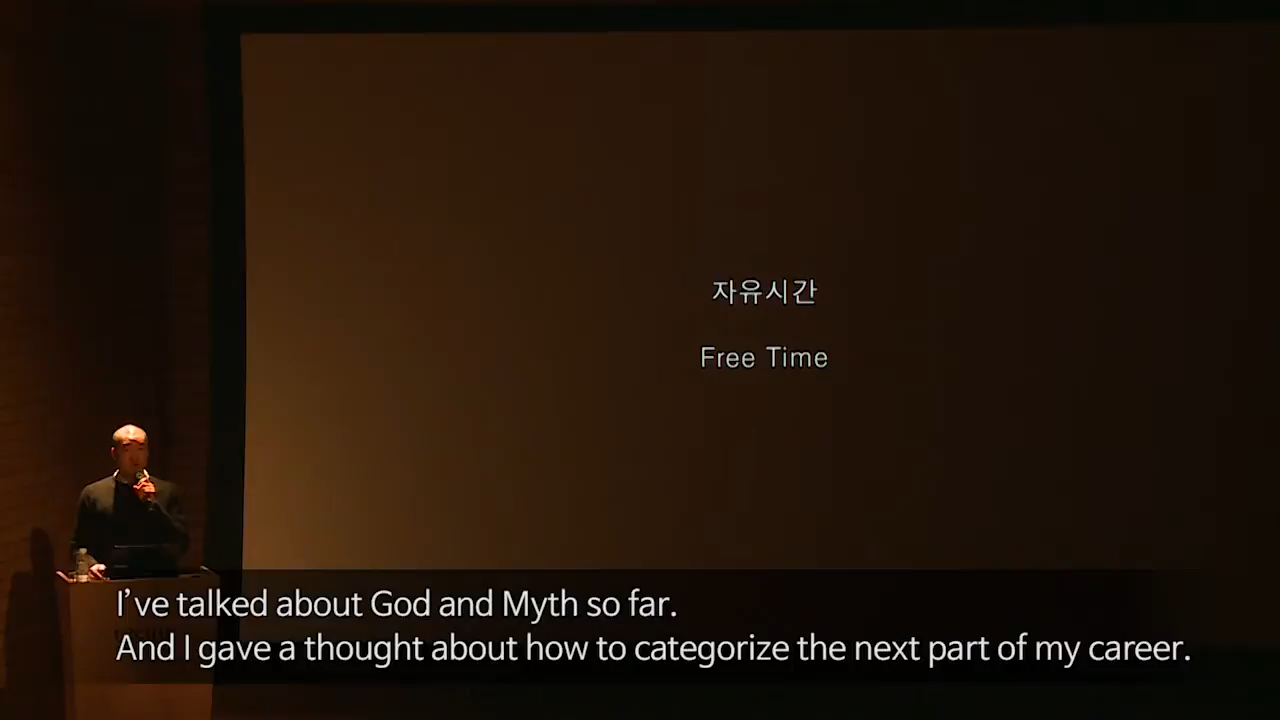 자유시간
Free Time
I've talked about God and Myth so far.
And I gave a thought about how to categorize the next part of my career.